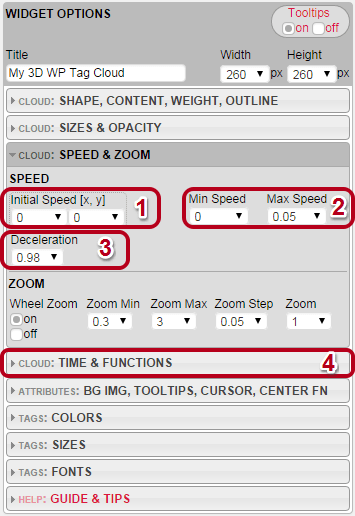 WIDGET OPTIONS
Tooltips
on off
Title Width Height
My 3D WP Tag Cloud 260 px 260 px
CLOUD: SHAPE, CONTENT, WEIGHT, OUTLINE
CLOUD: SIZES & OPACITY
CLOUD: SPEED & ZOOM
SPEED
Initial Speed [x, y] Min Speed Max Speed
0 0 1 0 0.05 2
Deceleration
0.98 3
ZOOM
Wheel Zoom Zoom Min Zoom Max Zoom Step Zoom
on 0.3 3 0.05 1
off
CLOUD: TIME & FUNCTIONS 4
ATTRIBUTES: BG IMG, TOOLTIPS, CURSOR, CENTER FN
TAGS: COLORS
TAGS: SIZES
TAGS: FONTS
HELP: GUIDE & TIPS